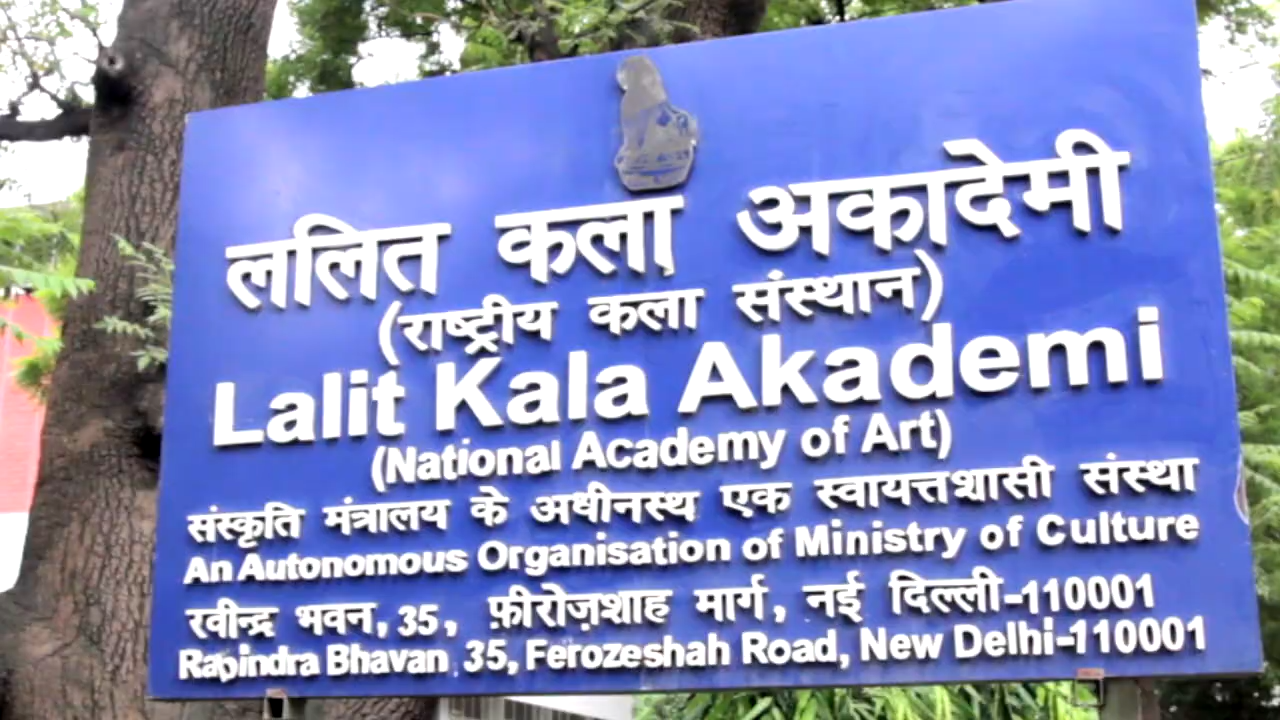 ललित कला अकादेमी
(राष्ट्रीय कला संस्थान)
Lalit Kala Akademi
(National Academy of Art)
संस्कृति मंत्रालय के अधीनस्थ एक स्वायत्तशासी संस्था
An Autonomous Organisation of Ministry of Culture
रवीन्द्र भवन, 35, फ़ीरोज़शाह मार्ग, नई दिल्ली-110001
Rabindra Bhavan 35, Ferozeshah Road, New Delhi-110001